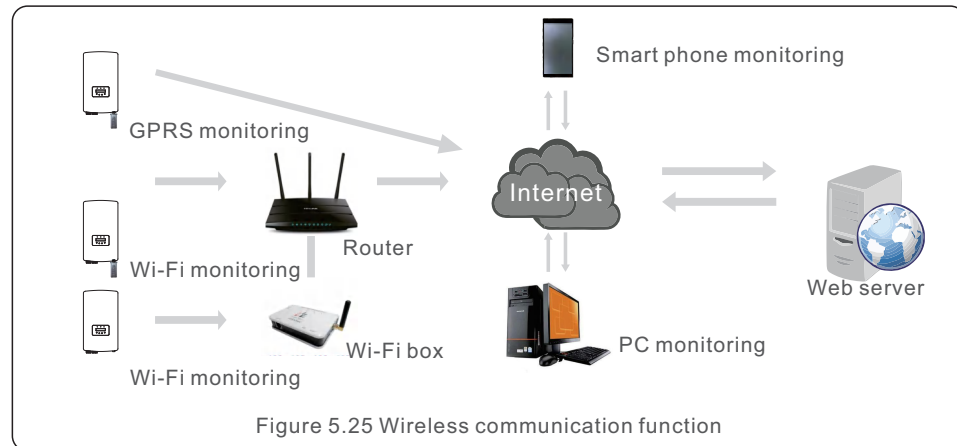 Smart phone monitoring
GPRS monitoring
Internet
Router
Wi-Fi monitoring
Web server
Wi-Fi box
PC monitoring
Wi-Fi monitoring
Figure 5.25 Wireless communication function